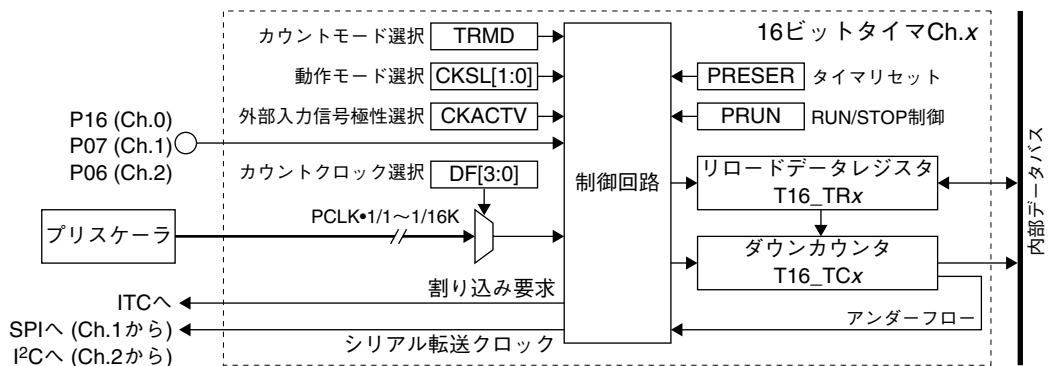 16ビットタイマCh.x
カウントモード選択 TRMD
動作モード選択 CKSL[1:0]
PRESER タイマリセット
外部入力信号極性選択 CKACTV
PRUN RUN/STOP制御
P16 (Ch.0)
P07 (Ch.1)
P06 (Ch.2)
カウントクロック選択 DF[3:0]
制御回路
リロードデータレジスタ
T16_TRx
内部データバス
プリスケーラ
PCLK•1/1～1/16K
ダウンカウンタ
T16_TCx
割り込み要求
ITCへ
アンダーフロー
SPIへ (Ch.1から)
シリアル転送クロック
I²Cへ (Ch.2から)